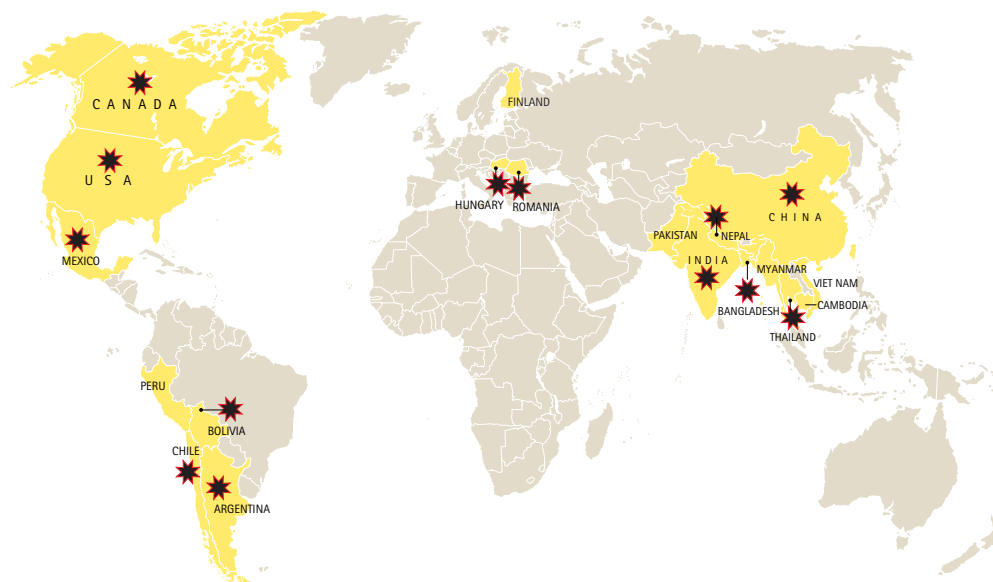 FINLAND
CANADA
USA
HUNGARY
ROMANIA
CHINA
PAKISTAN
NEPAL
MEXICO
INDIA
MYANMAR
VIET NAM
BANGLADESH
CAMBODIA
THAILAND
PERU
BOLIVIA
CHILE
ARGENTINA